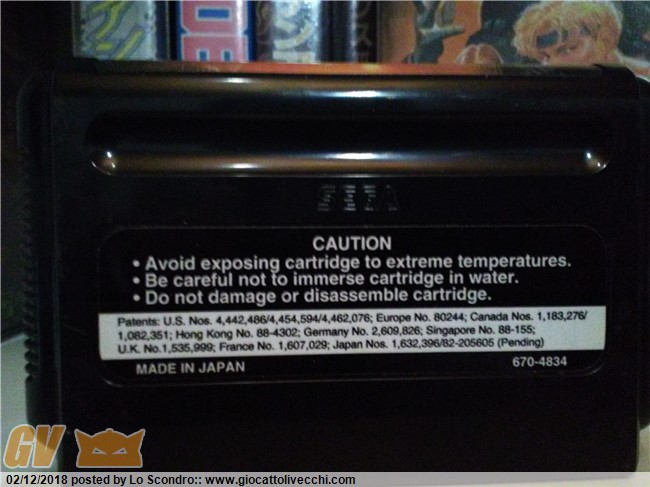 SEGA
CAUTION
• Avoid exposing cartridge to extreme temperatures.
• Be careful not to immerse cartridge in water.
• Do not damage or disassemble cartridge.
Patents: U.S. Nos. 4,442,486/4,454,594/4,462,076; Europe No. 80244; Canada Nos. 1,183,276/
1,082,351; Hong Kong No. 88-4302; Germany No. 2,609,826; Singapore No. 88-155;
U.K. No.1,535,999; France No. 1,607,029; Japan Nos. 1,632,396/82-205605 (Pending)
MADE IN JAPAN 670-4834
GV
02/12/2018 posted by Lo Scondro:: www.giocattolivecchi.com